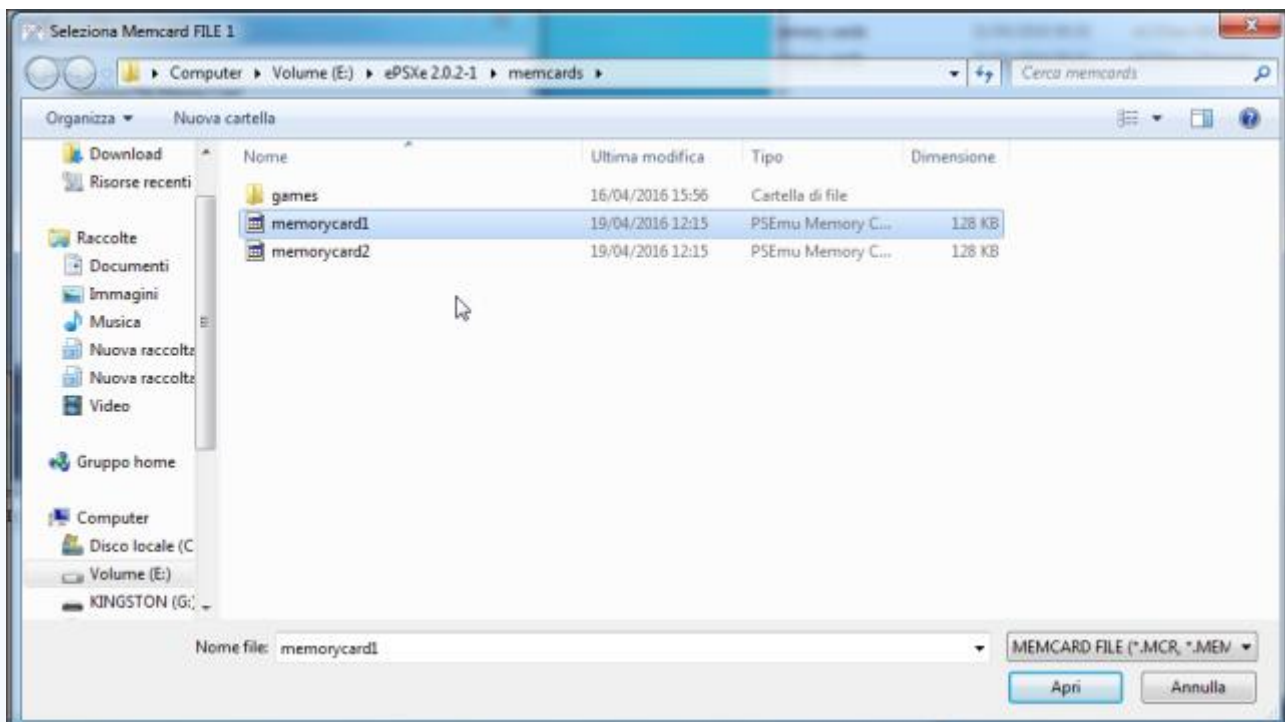 Seleziona Memcard FILE 1
Computer Volume (E:) ePSXe 2.0.2-1 memcards
Cerca memcards
Organizza Nuova cartella
Download
Risorse recenti
Raccolte
Documenti
Immagini
Musica
Nuova raccolta
Nuova raccolta
Video
Gruppo home
Computer
Disco locale (C
Volume (E:)
KINGSTON (G:)
Nome Ultima modifica Tipo Dimensione
games 16/04/2016 15:56 Cartella di file
memorycard1 19/04/2016 12:15 PSEmu Memory C... 128 KB
memorycard2 19/04/2016 12:15 PSEmu Memory C... 128 KB
Nome file: memorycard1
MEMCARD FILE (*.MCR, *.MEM
Apri Annulla